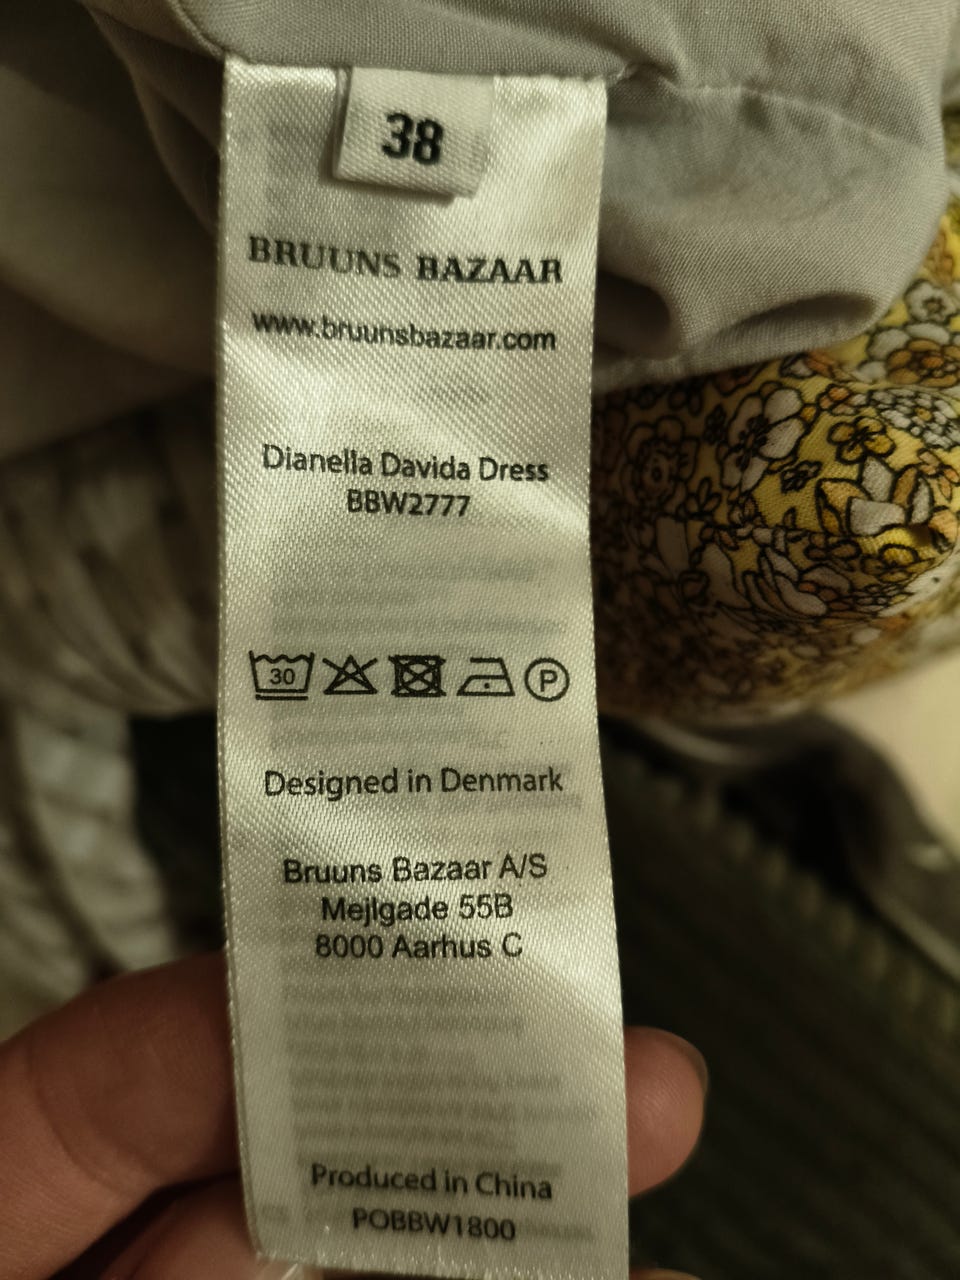 38
BRUUNS BAZAAR
www.bruunsbazaar.com
Dianella Davida Dress
BBW2777
30 P
Designed in Denmark
Bruuns Bazaar A/S
Mejlgade 55B
8000 Aarhus C
Produced in China
POBBW1800